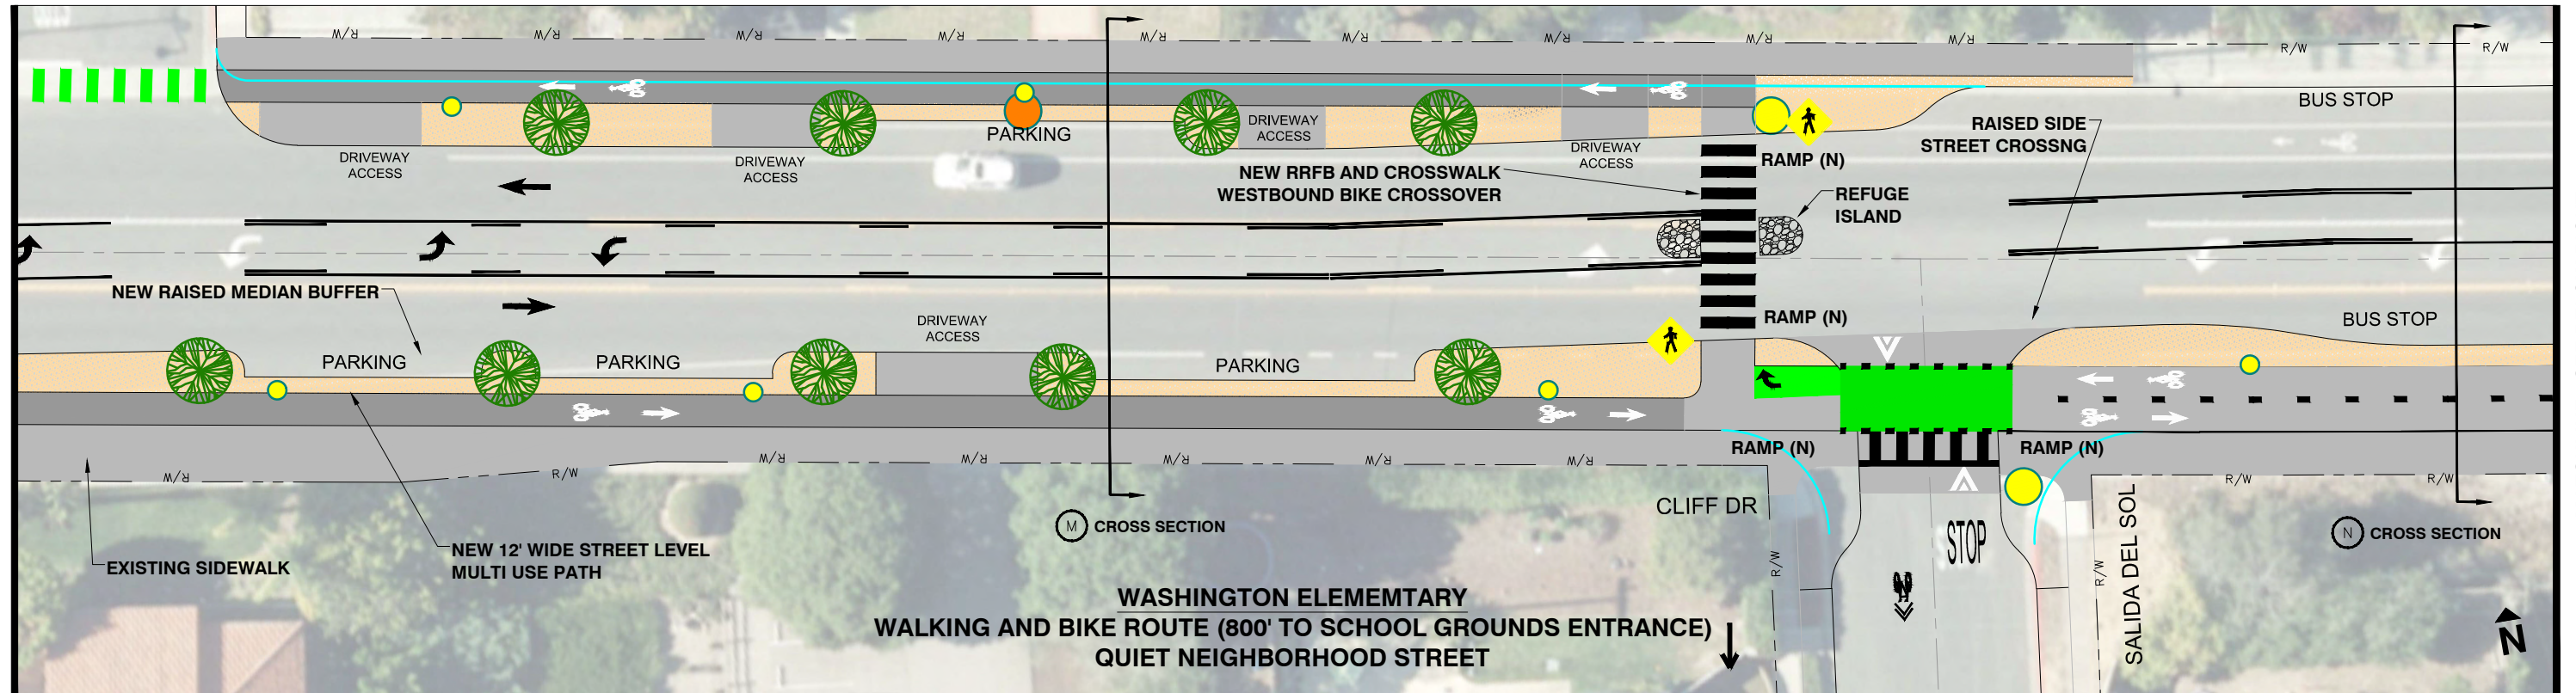 R/W R/W R/W R/W R/W R/W R/W R/W R/W R/W R/W
BUS STOP
PARKING
DRIVEWAY
ACCESS
RAISED SIDE
STREET CROSSNG
DRIVEWAY
ACCESS
DRIVEWAY
ACCESS
DRIVEWAY
ACCESS
RAMP (N)
NEW RRFB AND CROSSWALK
WESTBOUND BIKE CROSSOVER
REFUGE
ISLAND
NEW RAISED MEDIAN BUFFER
DRIVEWAY
ACCESS
RAMP (N)
BUS STOP
PARKING
PARKING
PARKING
RAMP (N)
RAMP (N)
R/W R/W R/W R/W R/W R/W R/W R/W R/W
CLIFF DR
M CROSS SECTION
N CROSS SECTION
STOP
SALIDA DEL SOL
R/W
R/W
EXISTING SIDEWALK
NEW 12' WIDE STREET LEVEL
MULTI USE PATH
WASHINGTON ELEMEMTARY
WALKING AND BIKE ROUTE (800' TO SCHOOL GROUNDS ENTRANCE)
QUIET NEIGHBORHOOD STREET
N